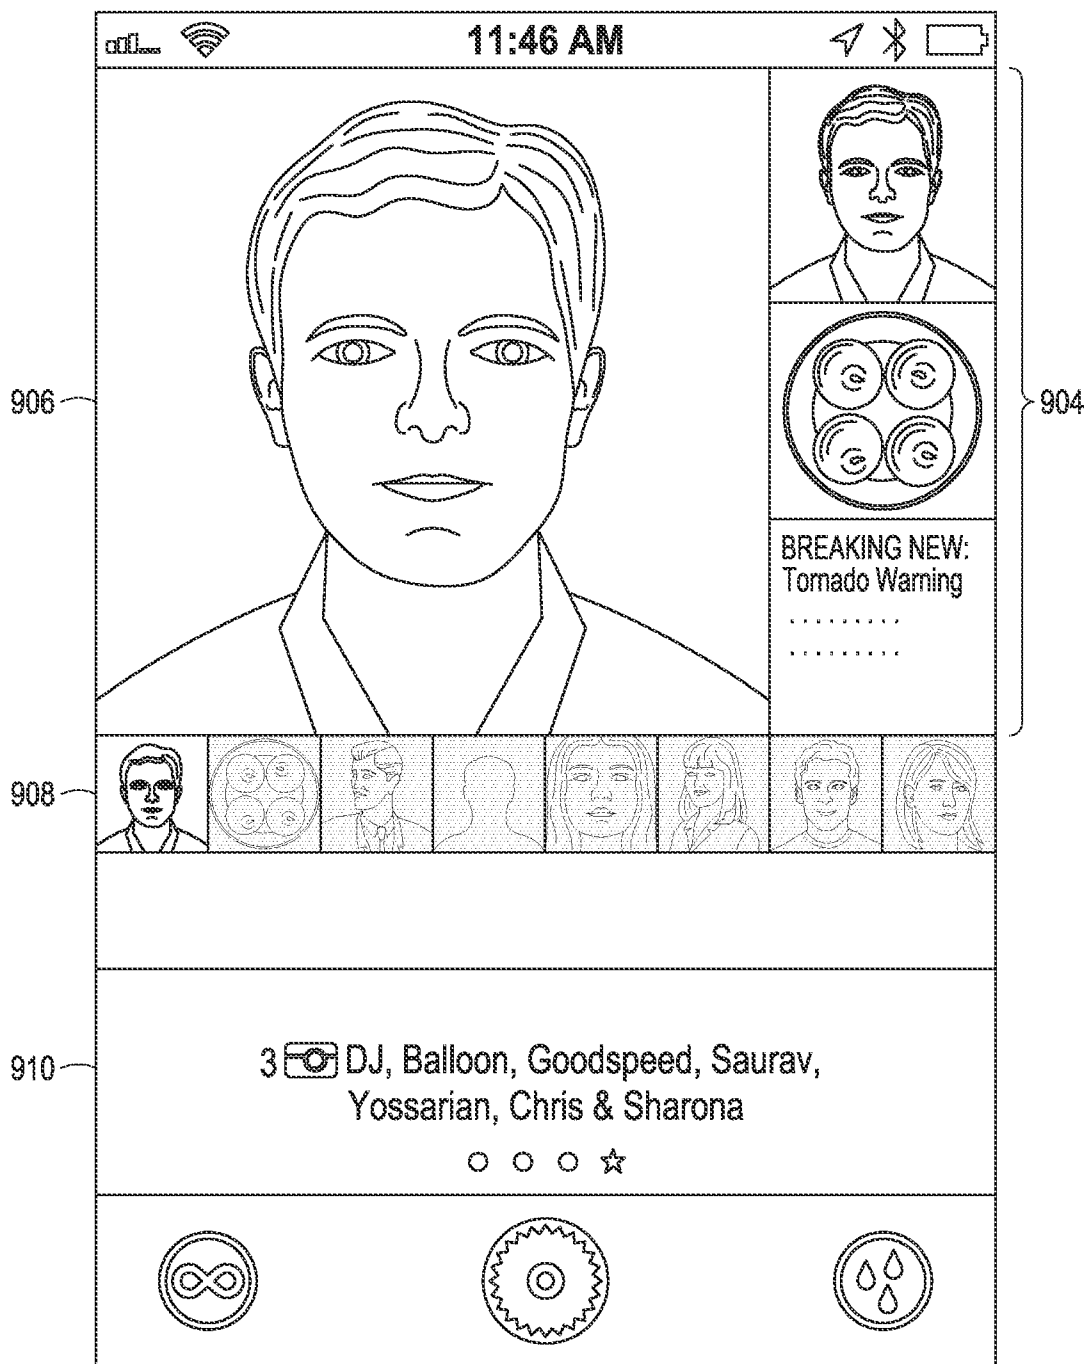 11:46 AM
906
904
BREAKING NEW:
Tornado Warning
908
910
3 DJ, Balloon, Goodspeed, Saurav,
Yossarian, Chris & Sharona